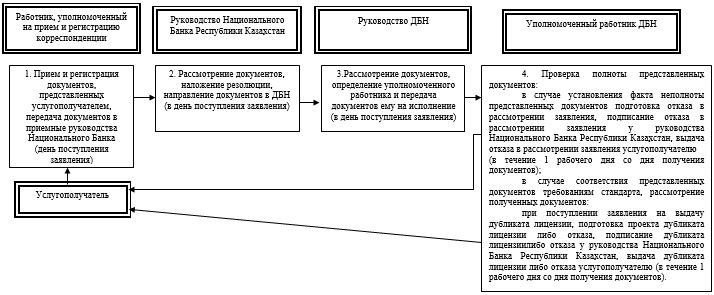 Работник, уполномоченный
на прием и регистрацию
корреспонденции
Руководство Национального
Банка Республики Казахстан
Руководство ДБН
Уполномоченный работник ДБН
1. Прием и регистрация
документов,
представленных
услугополучателем,
передача документов в
приемные руководства
Национального Банка
(день поступления
заявления)
2. Рассмотрение документов,
наложение резолюции,
направление документов в ДБН
(в день поступления заявления)
3.Рассмотрение документов,
определение уполномоченного
работника и передача
документов ему на исполнение
(в день поступления заявления)
4. Проверка полноты представленных
документов:
в случае установления факта неполноты
представленных документов подготовка отказа в
рассмотрении заявления, подписание отказа в
рассмотрении заявления у руководства
Национального Банка Республики Казахстан, выдача
отказа в рассмотрении заявления услугополучателю
(в течение 1 рабочего дня со дня получения
документов);
в случае соответствия представленных
документов требованиям стандарта, рассмотрение
полученных документов:
при поступлении заявления на выдачу
дубликата лицензии, подготовка проекта дубликата
лицензии либо отказа, подписание дубликата
лицензиилибо отказа у руководства Национального
Банка Республики Казахстан, выдача дубликата
лицензии либо отказа услугополучателю (в течение 1
рабочего дня со дня получения документов).
Услугополучатель